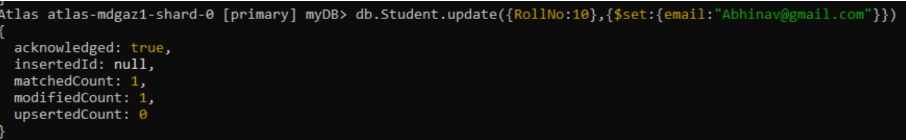 Atlas atlas-mdgaz1-shard-0 [primary] myDB> db.Student.update({RollNo:10},{$set:{email:"Abhinav@gmail.com"}})
{
  acknowledged: true,
  insertedId: null,
  matchedCount: 1,
  modifiedCount: 1,
  upsertedCount: 0
}